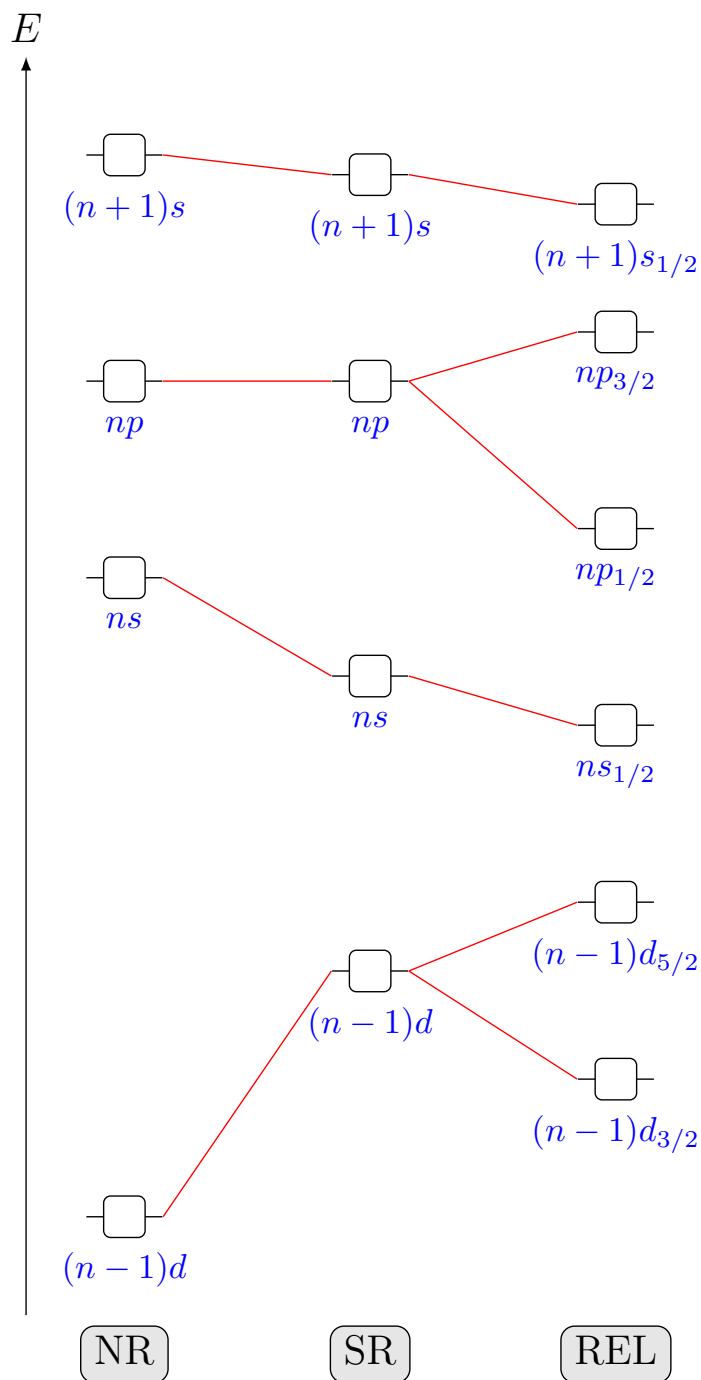 E
(n + 1)s
(n + 1)s
(n + 1)s_{1/2}
np_{3/2}
np
np
np_{1/2}
ns
ns
ns_{1/2}
(n − 1)d_{5/2}
(n − 1)d
(n − 1)d_{3/2}
(n − 1)d
NR SR REL